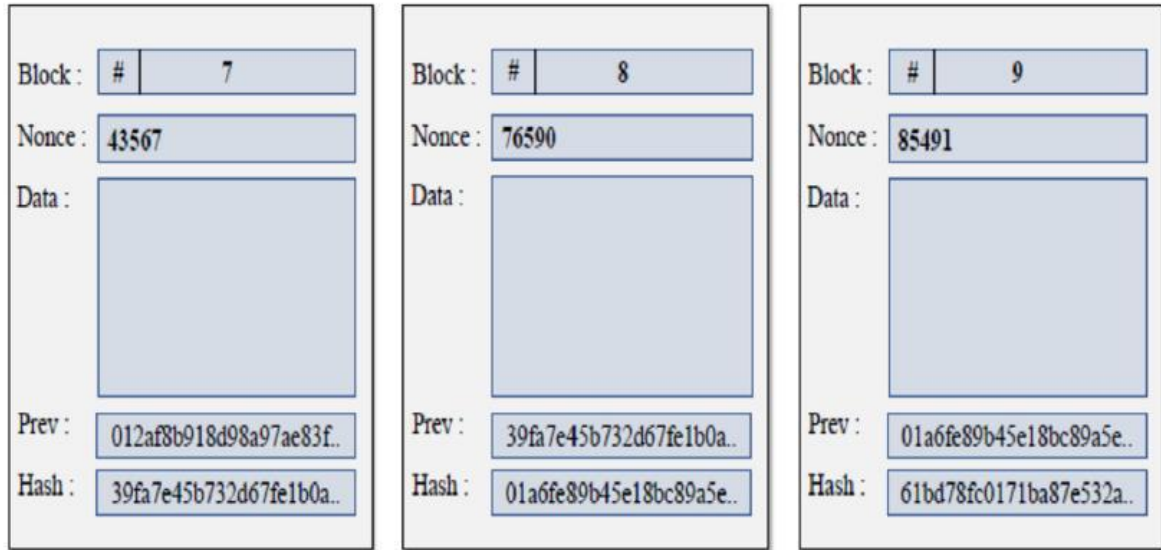 Block : # 7
Nonce : 43567
Data :
Prev : 012af8b918d98a97ae83f..
Hash : 39fa7e45b732d67fe1b0a..
Block : # 8
Nonce : 76590
Data :
Prev : 39fa7e45b732d67fe1b0a..
Hash : 01a6fe89b45e18bc89a5e..
Block : # 9
Nonce : 85491
Data :
Prev : 01a6fe89b45e18bc89a5e..
Hash : 61bd78fc0171ba87e532a..